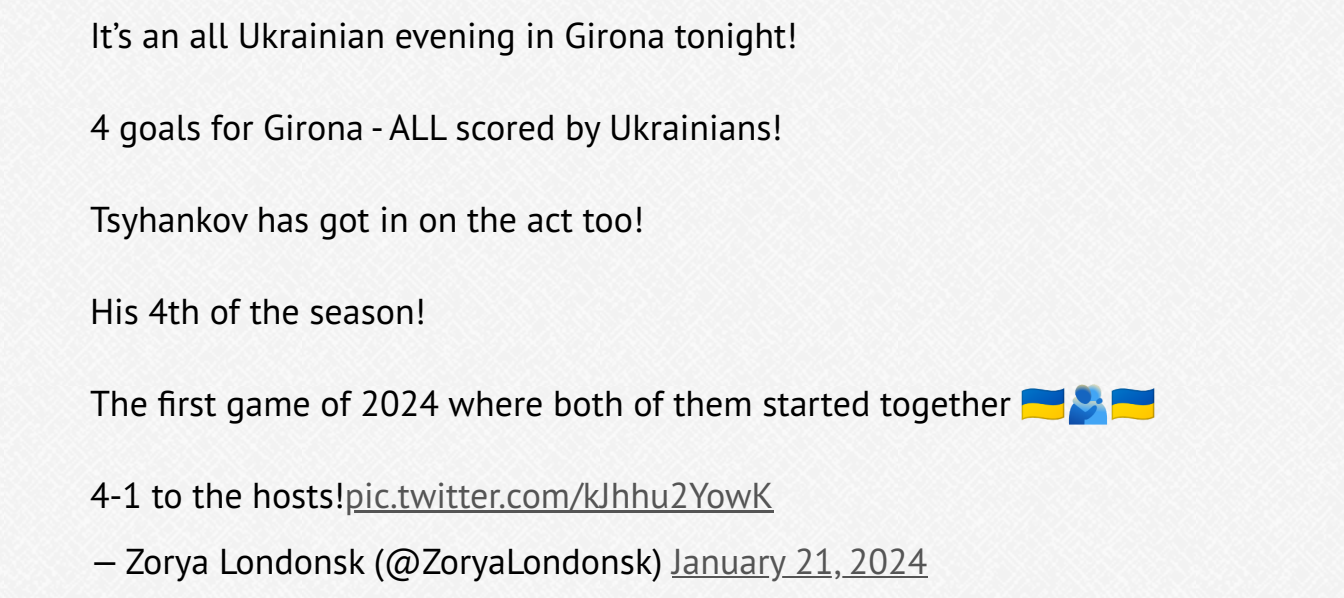 It’s an all Ukrainian evening in Girona tonight!
4 goals for Girona - ALL scored by Ukrainians!
Tsyhankov has got in on the act too!
His 4th of the season!
The first game of 2024 where both of them started together 🇺🇦🫂🇺🇦
4-1 to the hosts!pic.twitter.com/kJhhu2YowK
— Zorya Londonsk (@ZoryaLondonsk) January 21, 2024